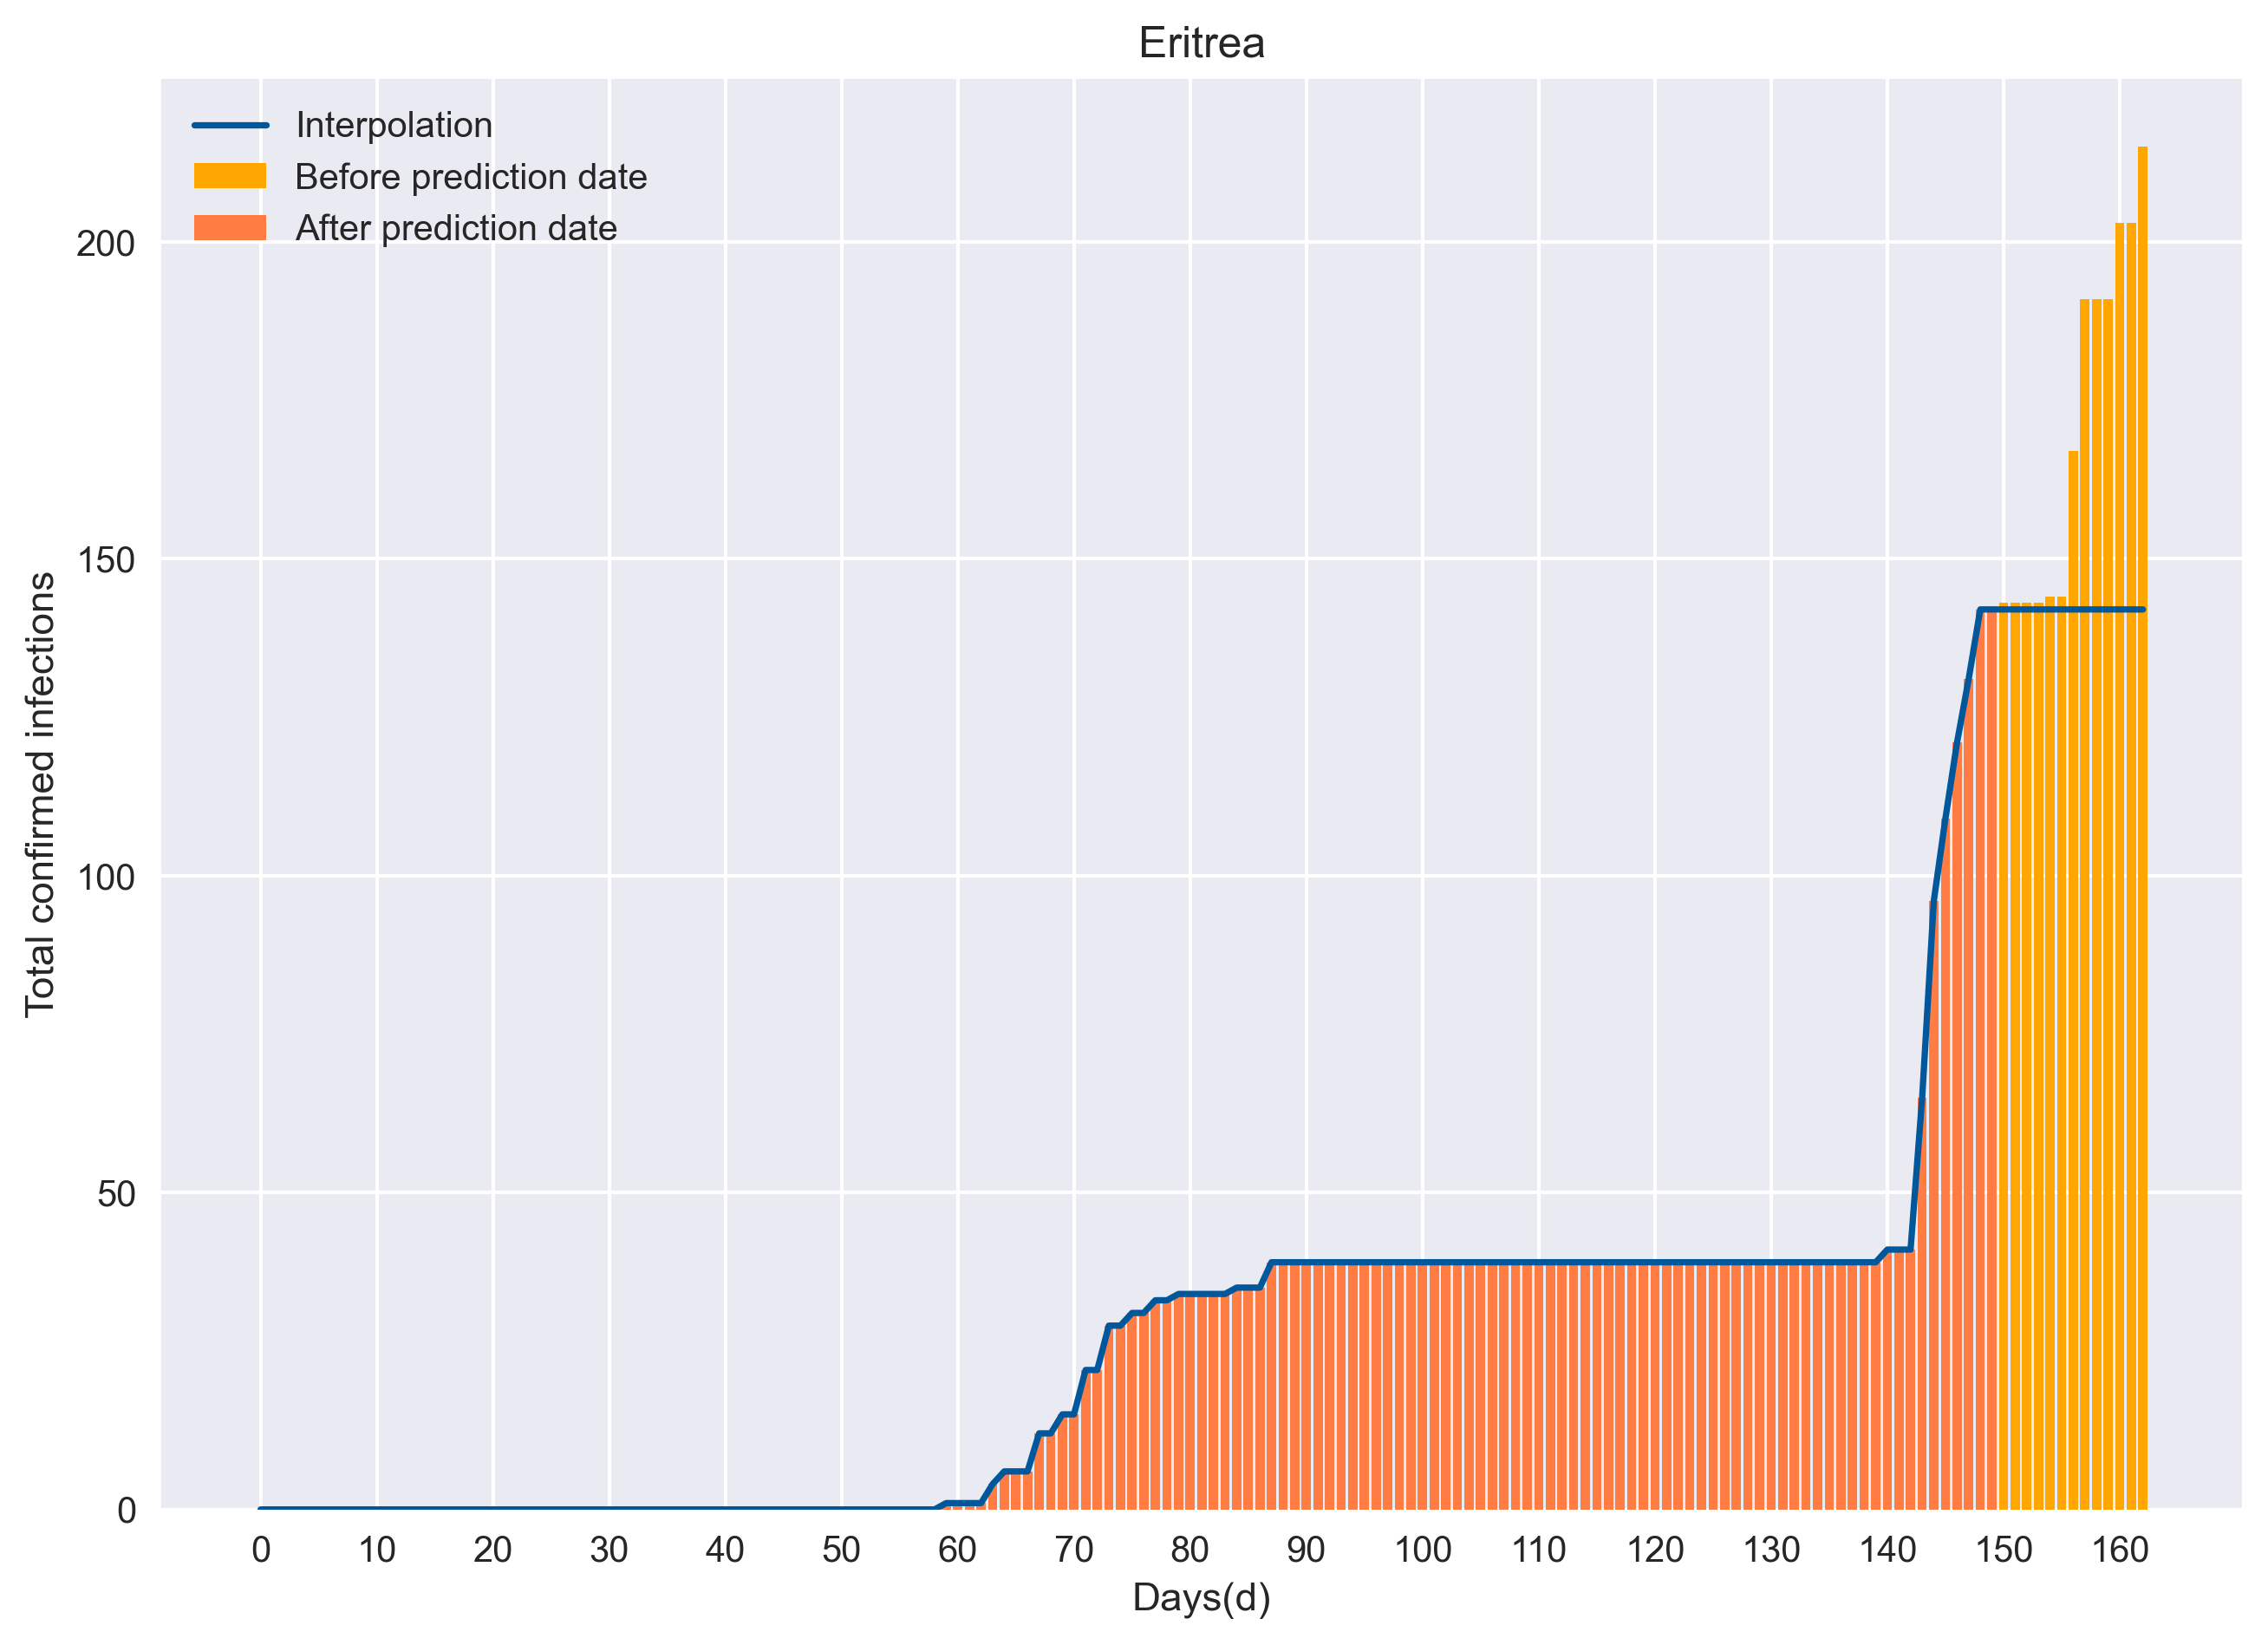 Eritrea
Interpolation
Before prediction date
After prediction date
Total confirmed infections
200
150
100
50
0
0 10 20 30 40 50 60 70 80 90 100 110 120 130 140 150 160
Days(d)